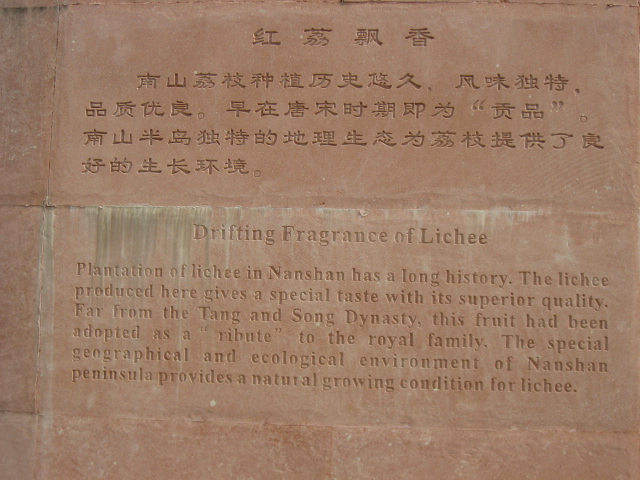 红荔飘香
南山荔枝种植历史悠久，风味独特，
品质优良。早在唐宋时期即为“贡品”。
南山半岛独特的地理生态为荔枝提供了良
好的生长环境。
Drifting Fragrance of Lichee
Plantation of lichee in Nanshan has a long history. The lichee
produced here gives a special taste with its superior quality.
Far from the Tang and Song Dynasty, this fruit had been
adopted as a “ribute” to the royal family. The special
geographical and ecological environment of Nanshan
peninsula provides a natural growing condition for lichee.